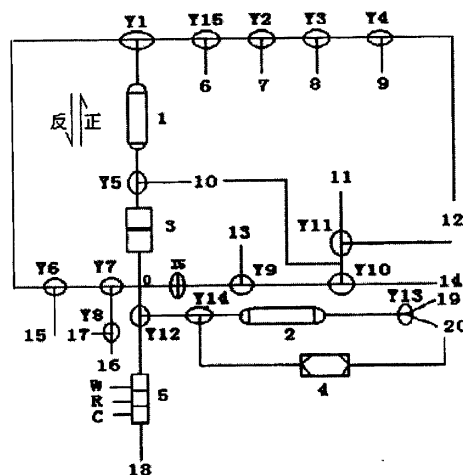 Y1 Y15 Y2 Y3 Y4
6 7 8 9
反 正 1
Y5 10 11
3 Y11 12
13
Y6 Y7 0 Y9 Y10 14
Y8 Y12 Y14 2 Y13 19
15 17 20
16
4
W 5
R
C
18